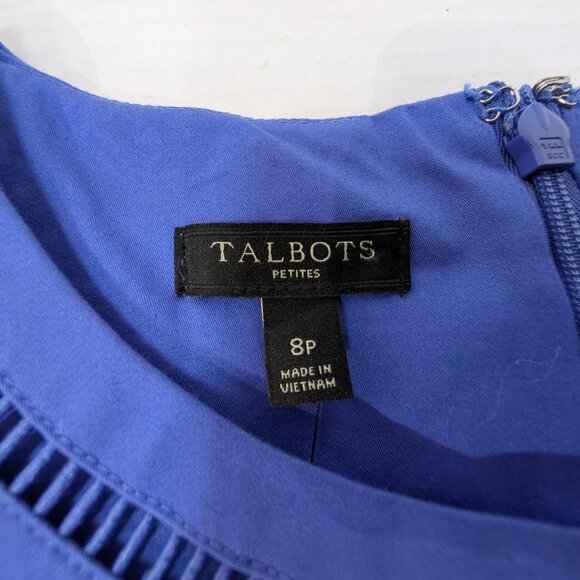 TALBOTS
PETITES
8P
MADE IN
VIETNAM